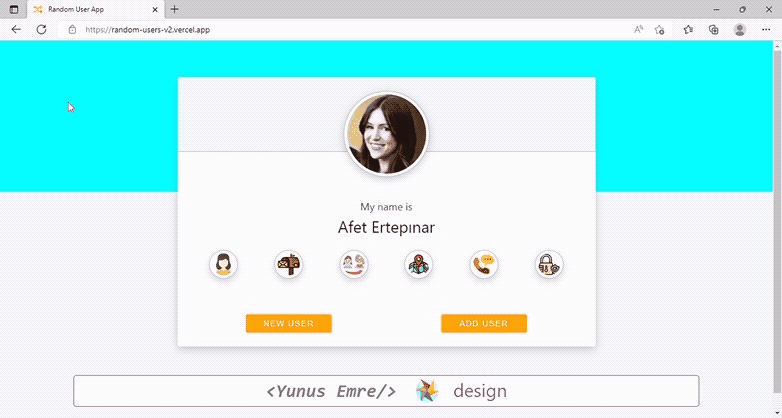 Random User App
https://random-users-v2.vercel.app
My name is
Afet Ertepınar
NEW USER
ADD USER
<Yunus Emre/> design